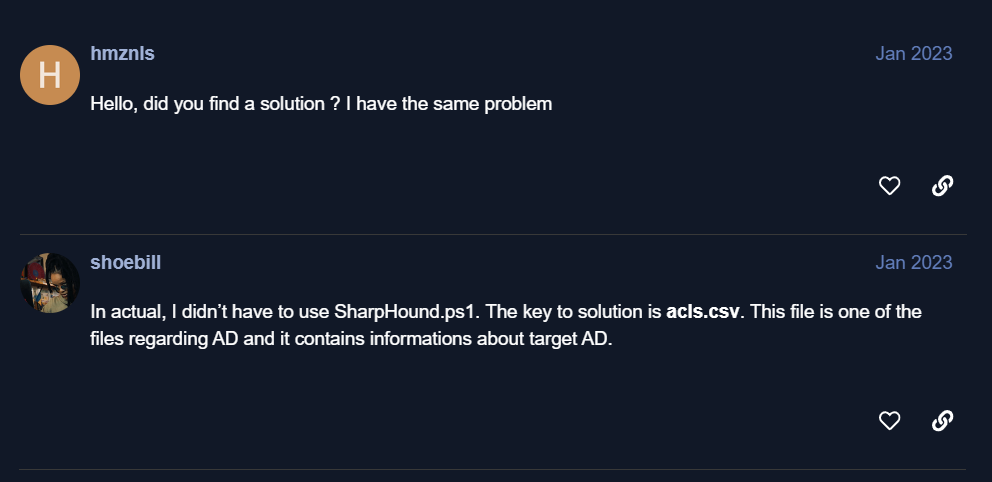 H
hmznls
Jan 2023
Hello, did you find a solution ? I have the same problem
shoebill
Jan 2023
In actual, I didn’t have to use SharpHound.ps1. The key to solution is acls.csv. This file is one of the
files regarding AD and it contains informations about target AD.